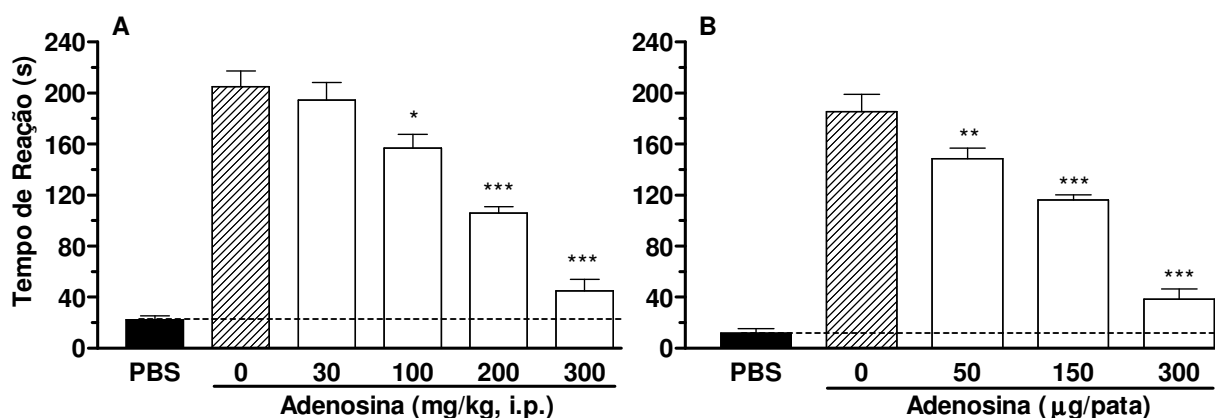 A
Tempo de Reação (s)
240
200
160
120
80
40
0
*
***
***
PBS
0 30 100 200 300
Adenosina (mg/kg, i.p.)
B
240
200
160
120
80
40
0
**
***
***
PBS
0 50 150 300
Adenosina ( µg/pata)